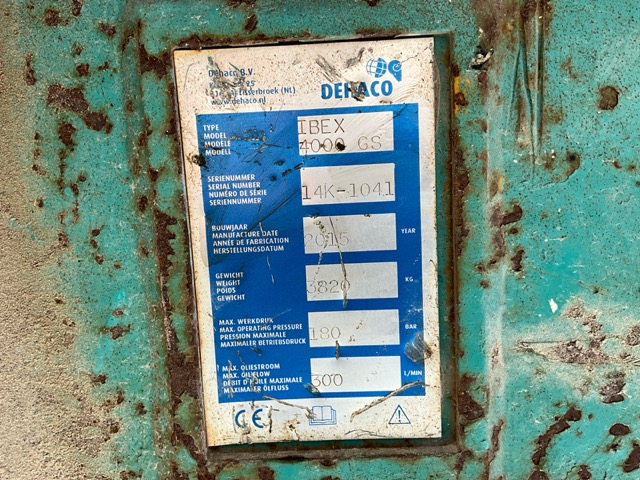 Dehaco B.V.
25
Lisserbroek (NL)
www.dehaco.nl
DEHACO
TYPE
MODEL
MODÈLE
MODELL
IBEX
4000 GS
SERIENUMMER
SERIAL NUMBER
NUMÉRO DE SÉRIE
SERIENNUMMER
14K-1041
BOUWJAAR
MANUFACTURE DATE
ANNÉE DE FABRICATION
HERSTELLUNGSDATUM
2015
YEAR
GEWICHT
WEIGHT
POIDS
GEWICHT
3820
KG
MAX. WERKDRUK
MAX. OPERATING PRESSURE
PRESSION MAXIMALE
MAXIMALER BETRIEBSDRUCK
180
BAR
MAX. OLIESTROOM
MAX. OILFLOW
DÉBIT D'HUILE MAXIMALE
MAXIMALER ÖLFLUSS
300
L/MIN
CE